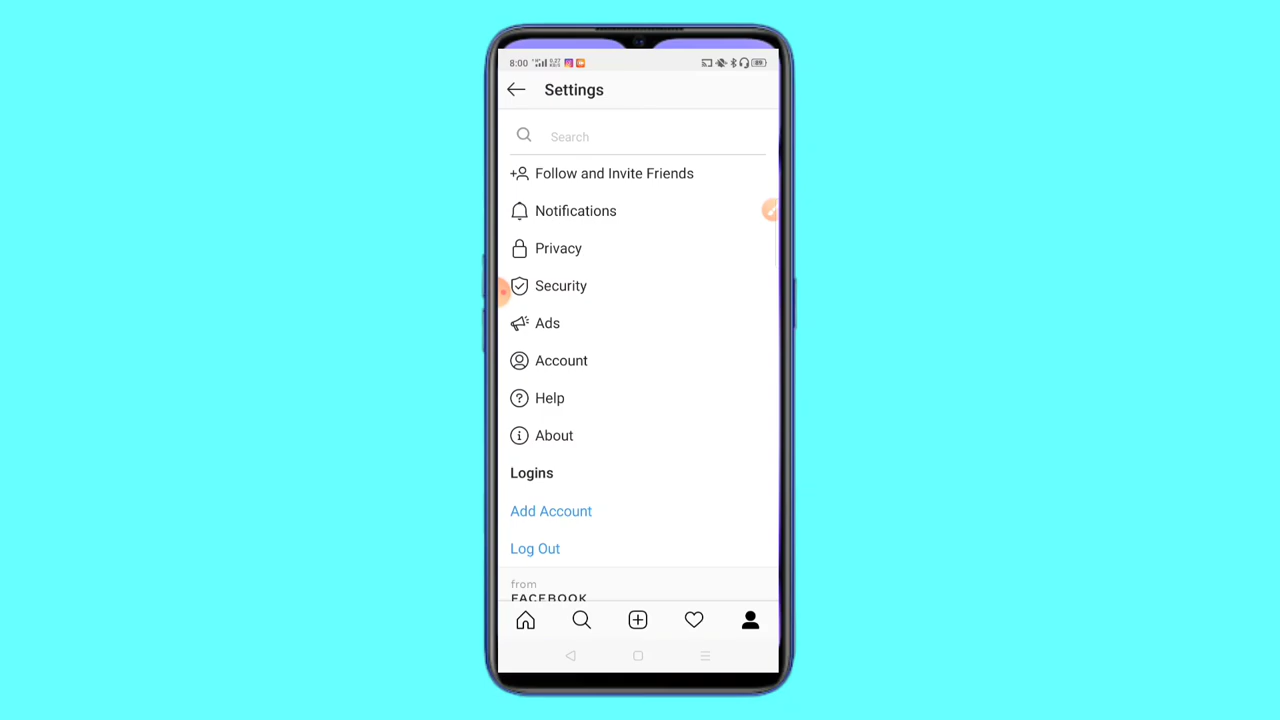 8:00
Settings
Search
Follow and Invite Friends
Notifications
Privacy
Security
Ads
Account
Help
About
Logins
Add Account
Log Out
from
FACEBOOK